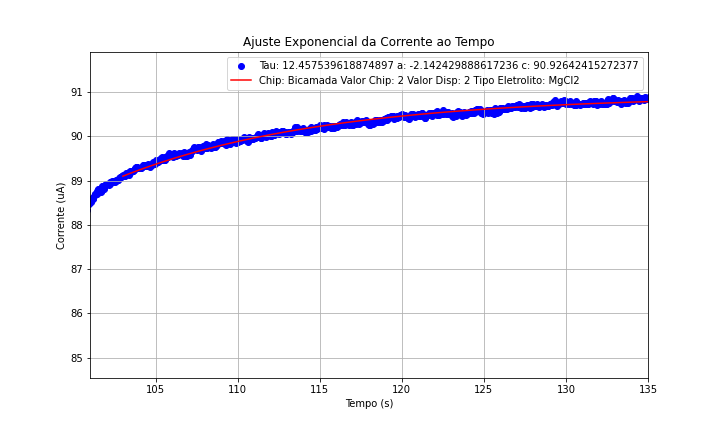 Ajuste Exponencial da Corrente ao Tempo
Tau: 12.457539618874897 a: -2.142429888617236 c: 90.92642415272377
Chip: Bicamada Valor Chip: 2 Valor Disp: 2 Tipo Eletrolito: MgCl2
91
90
89
88
87
86
85
Corrente (uA)
105
110
115
120
125
130
135
Tempo (s)